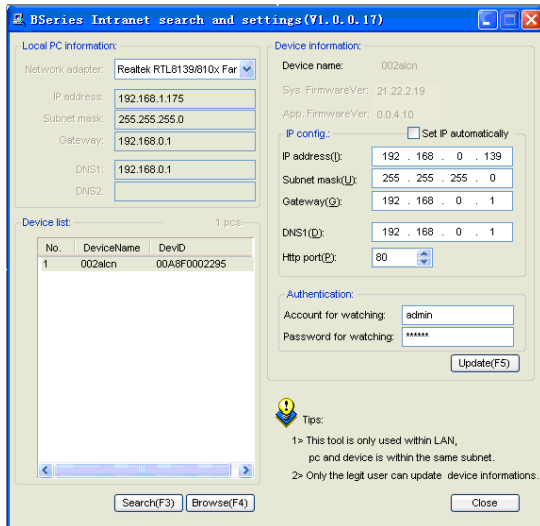 BSeries Intranet search and settings(V1.0.0.17)
Local PC information:
Network adapter: Realtek RTL8139/810x Far
IP address: 192.168.1.175
Subnet mask: 255.255.255.0
Gateway: 192.168.0.1
DNS1: 192.168.0.1
DNS2:
Device list: 1 pcs
No. DeviceName DevID
1 002alcn 00A8F0002295
Search(F3) Browse(F4)
Device information:
Device name: 002alcn
Sys. FirmwareVer: 21.22.2.19
App. FirmwareVer: 0.0.4.10
IP config.: Set IP automatically
IP address(I): 192 . 168 . 0 . 139
Subnet mask(U): 255 . 255 . 255 . 0
Gateway(G): 192 . 168 . 0 . 1
DNS1(D): 192 . 168 . 0 . 1
Http port(P): 80
Authentication:
Account for watching: admin
Password for watching: ******
Update(F5)
Tips:
1> This tool is only used within LAN,
pc and device is within the same subnet.
2> Only the legit user can update device informations.
Close